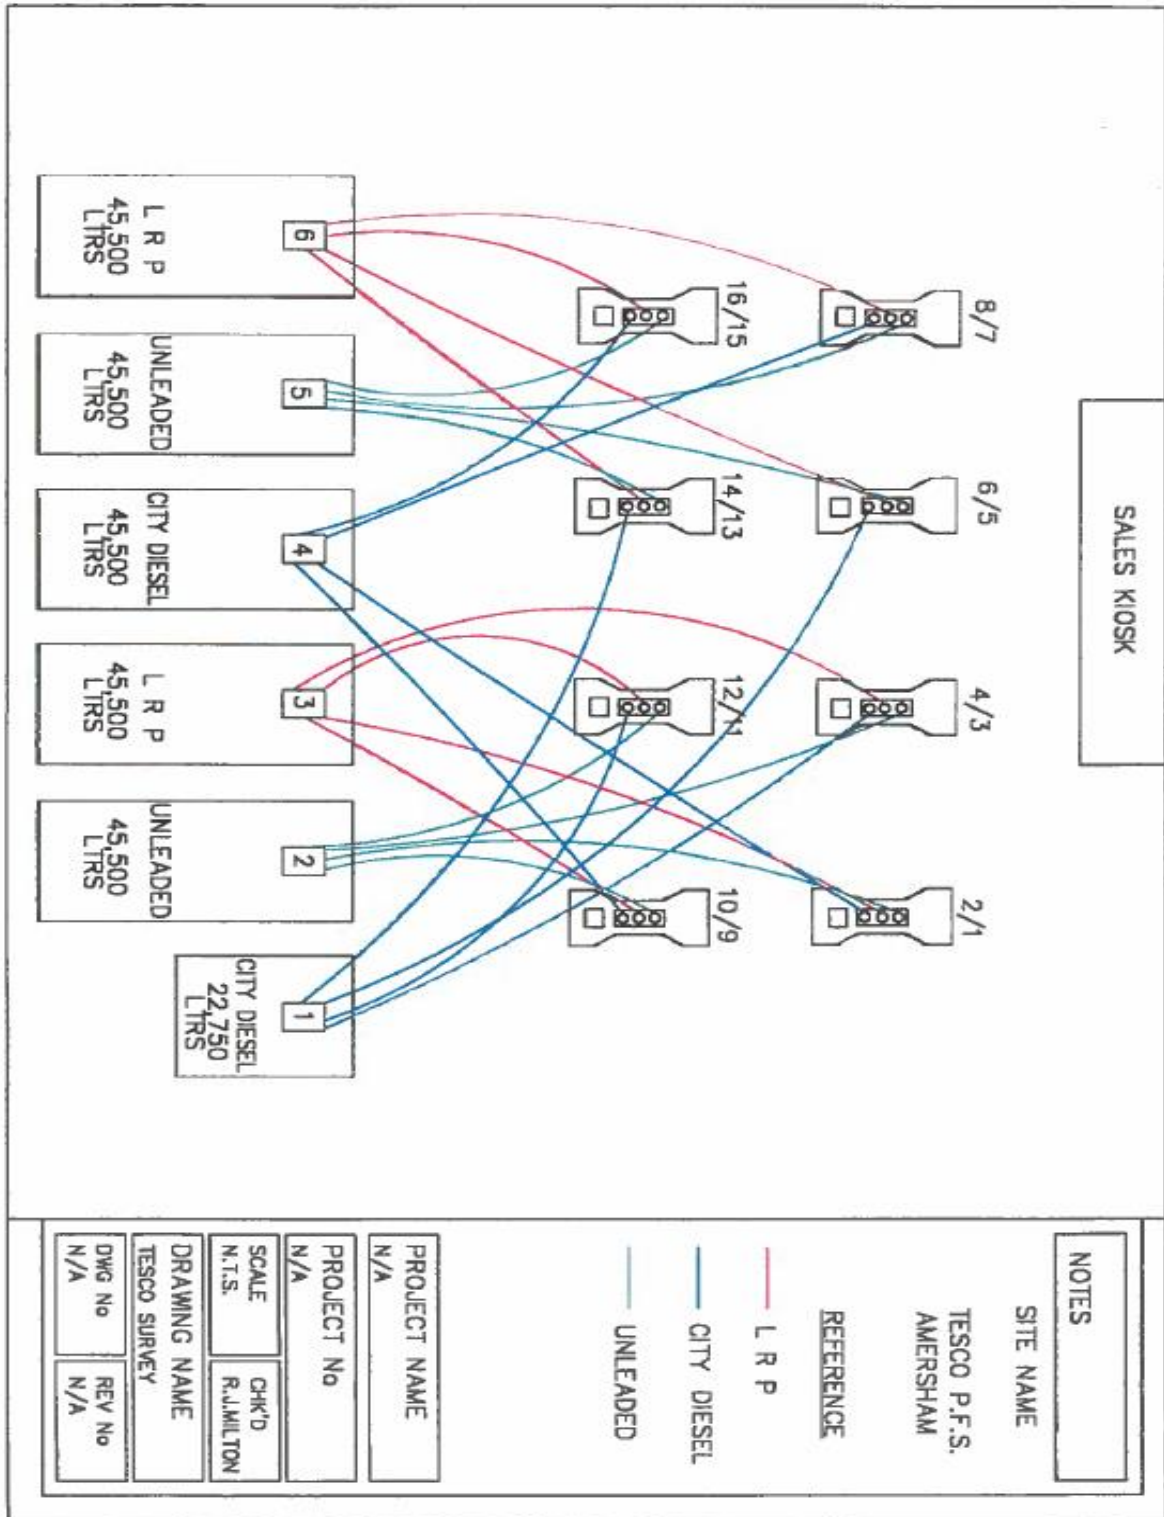 SALES KIOSK
8/7
6/5
4/3
2/1
16/15
14/13
12/11
10/9
6
5
4
3
2
1
L R P
45,500
LTRS
UNLEADED
45,500
LTRS
CITY DIESEL
45,500
LTRS
L R P
45,500
LTRS
UNLEADED
45,500
LTRS
CITY DIESEL
22,750
LTRS
NOTES
SITE NAME
TESCO P.F.S.
AMERSHAM
REFERENCE
L R P
CITY DIESEL
UNLEADED
PROJECT NAME
N/A
PROJECT No
N/A
SCALE
N.T.S.
CHK'D
R.J.MILTON
DRAWING NAME
TESCO SURVEY
DWG No
N/A
REV No
N/A